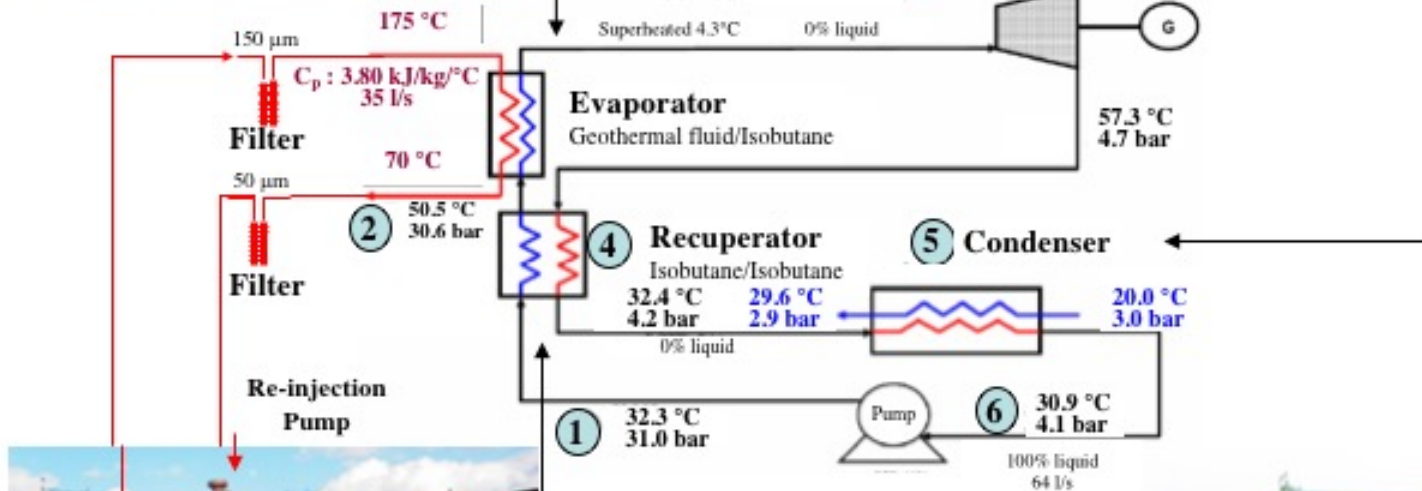 175 °C
Superheated 4.3°C
0% liquid
G
150 µm
Cp : 3.80 kJ/kg/°C
35 l/s
Filter
Evaporator
Geothermal fluid/Isobutane
57.3 °C
4.7 bar
70 °C
50 µm
2
50.5 °C
30.6 bar
4
Recuperator
Isobutane/Isobutane
5
Condenser
Filter
32.4 °C
4.2 bar
0% liquid
29.6 °C
2.9 bar
20.0 °C
3.0 bar
Re-injection
Pump
1
32.3 °C
31.0 bar
Pump
6
30.9 °C
4.1 bar
100% liquid
64 l/s